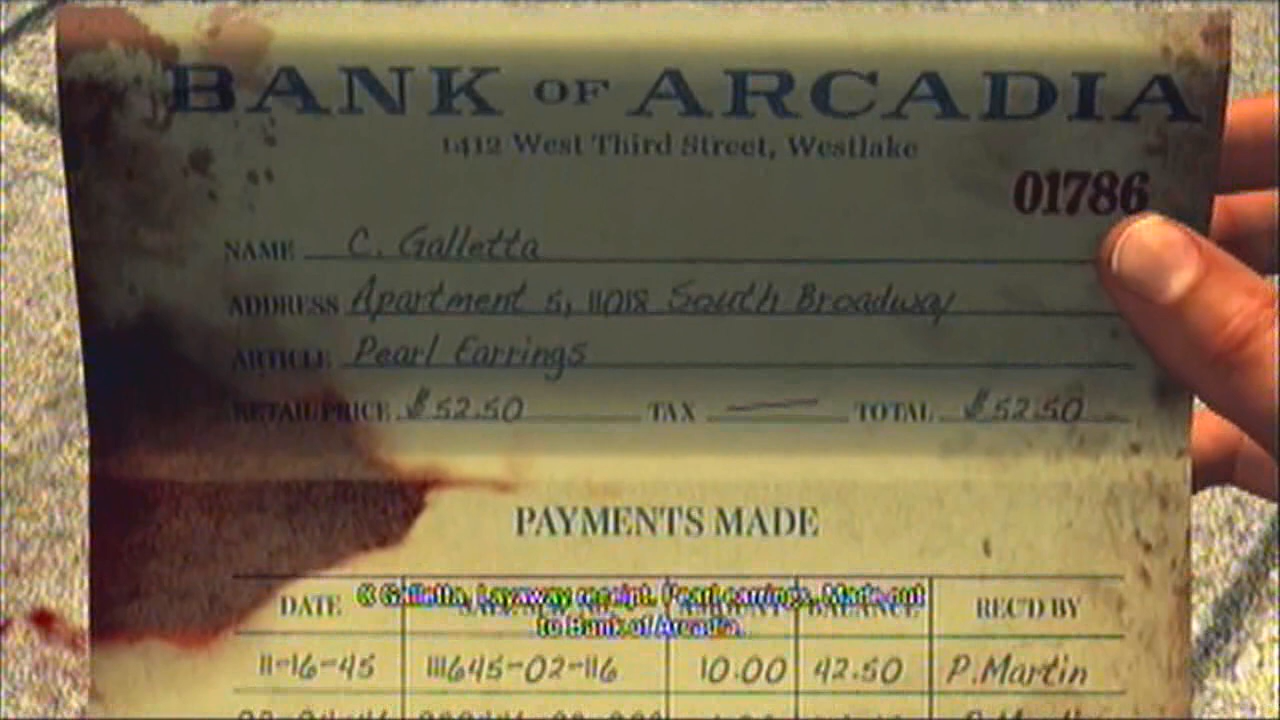 BANK OF ARCADIA
1412 West Third Street, Westlake
01786
NAME C. Galletta
ADDRESS Apartment 5, 11018 South Broadway
ARTICLE Pearl Earrings
RETAIL PRICE $52.50 TAX — TOTAL $52.50
PAYMENTS MADE
DATE BALANCE REC'D BY
C Galletta. Layaway receipt. Pearl earrings. Made out
to Bank of Arcadia.
11-16-45 111645-02-116 10.00 42.50 P.Martin